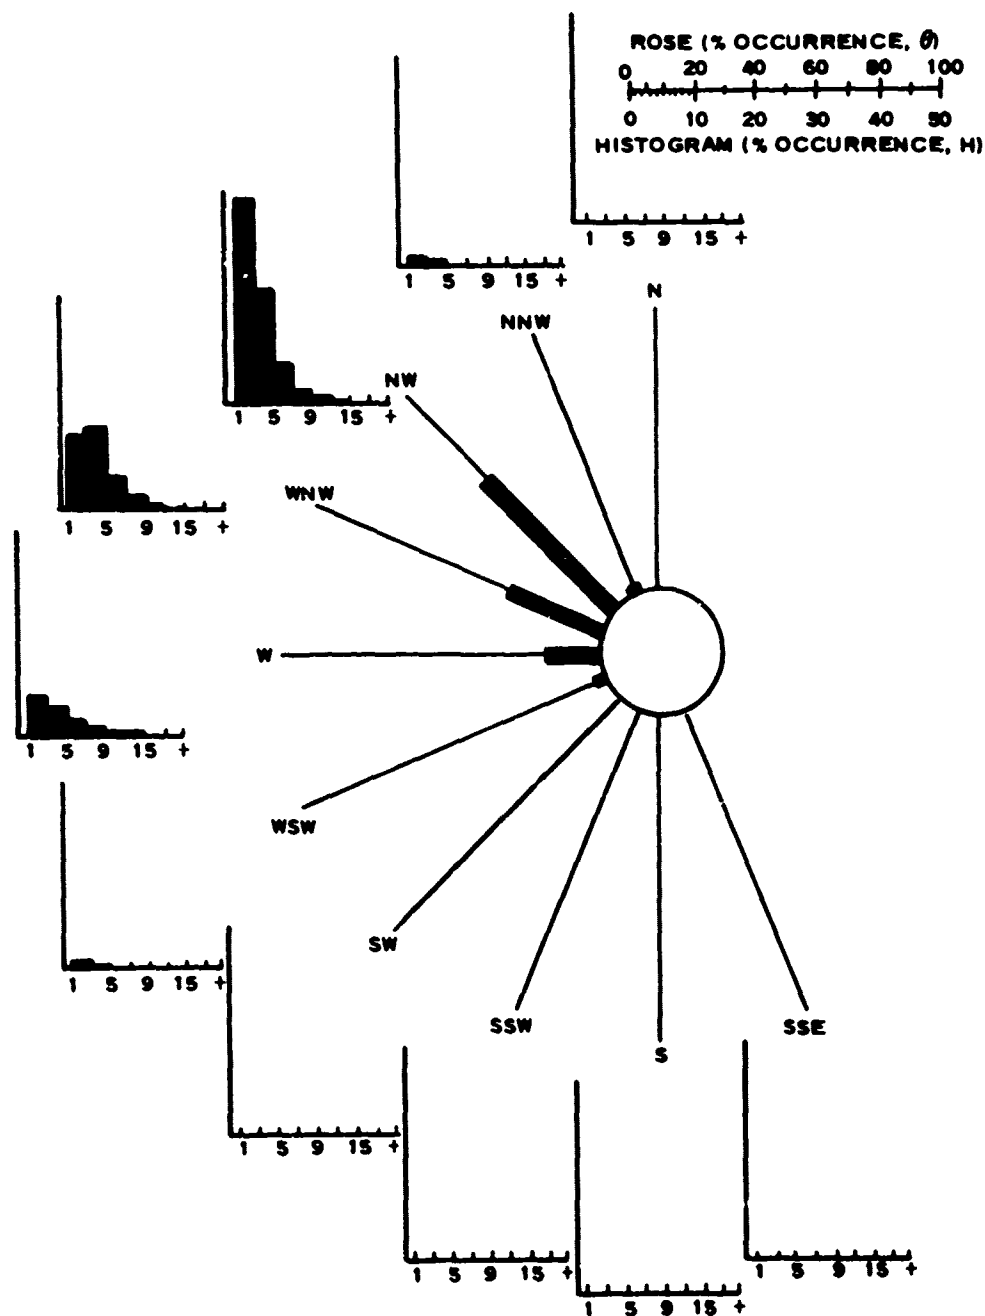 ROSE (% OCCURRENCE, θ)
0 20 40 60 80 100
0 10 20 30 40 50
HISTOGRAM (% OCCURRENCE, H)
1 5 9 15 +
1 5 9 15 +
N
NNW
NW
1 5 9 15 +
WNW
1 5 9 15 +
W
1 5 9 15 +
WSW
SW
1 5 9 15 +
SSW
SSE
S
1 5 9 15 +
1 5 9 15 +
1 5 9 15 +
1 5 9 15 +